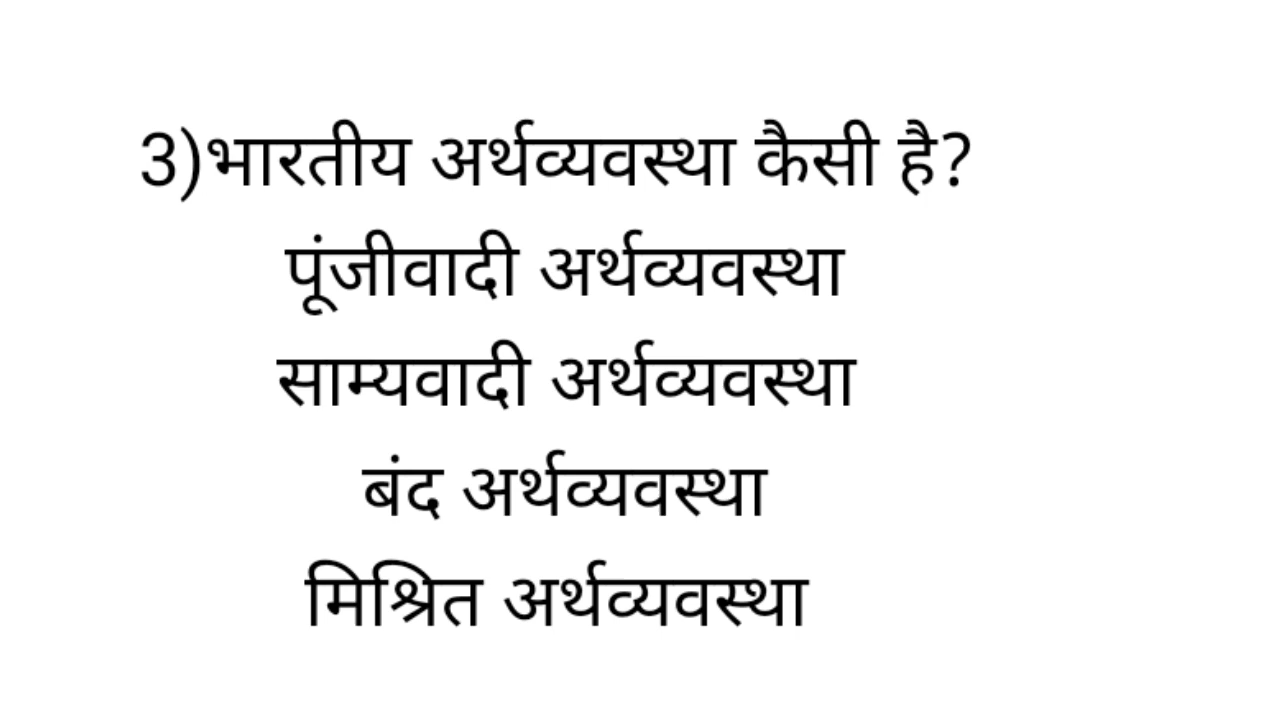 3)भारतीय अर्थव्यवस्था कैसी है?
पूंजीवादी अर्थव्यवस्था
साम्यवादी अर्थव्यवस्था
बंद अर्थव्यवस्था
मिश्रित अर्थव्यवस्था